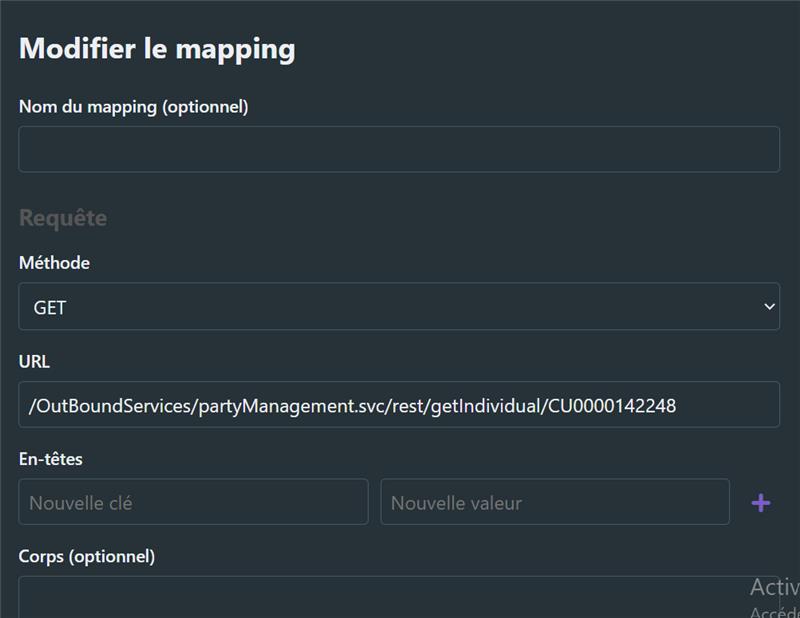 Modifier le mapping
Nom du mapping (optionnel)
Requête
Méthode
GET
URL
/OutBoundServices/partyManagement.svc/rest/getIndividual/CU0000142248
En-têtes
Nouvelle clé
Nouvelle valeur
Corps (optionnel)
Activ
Accéde